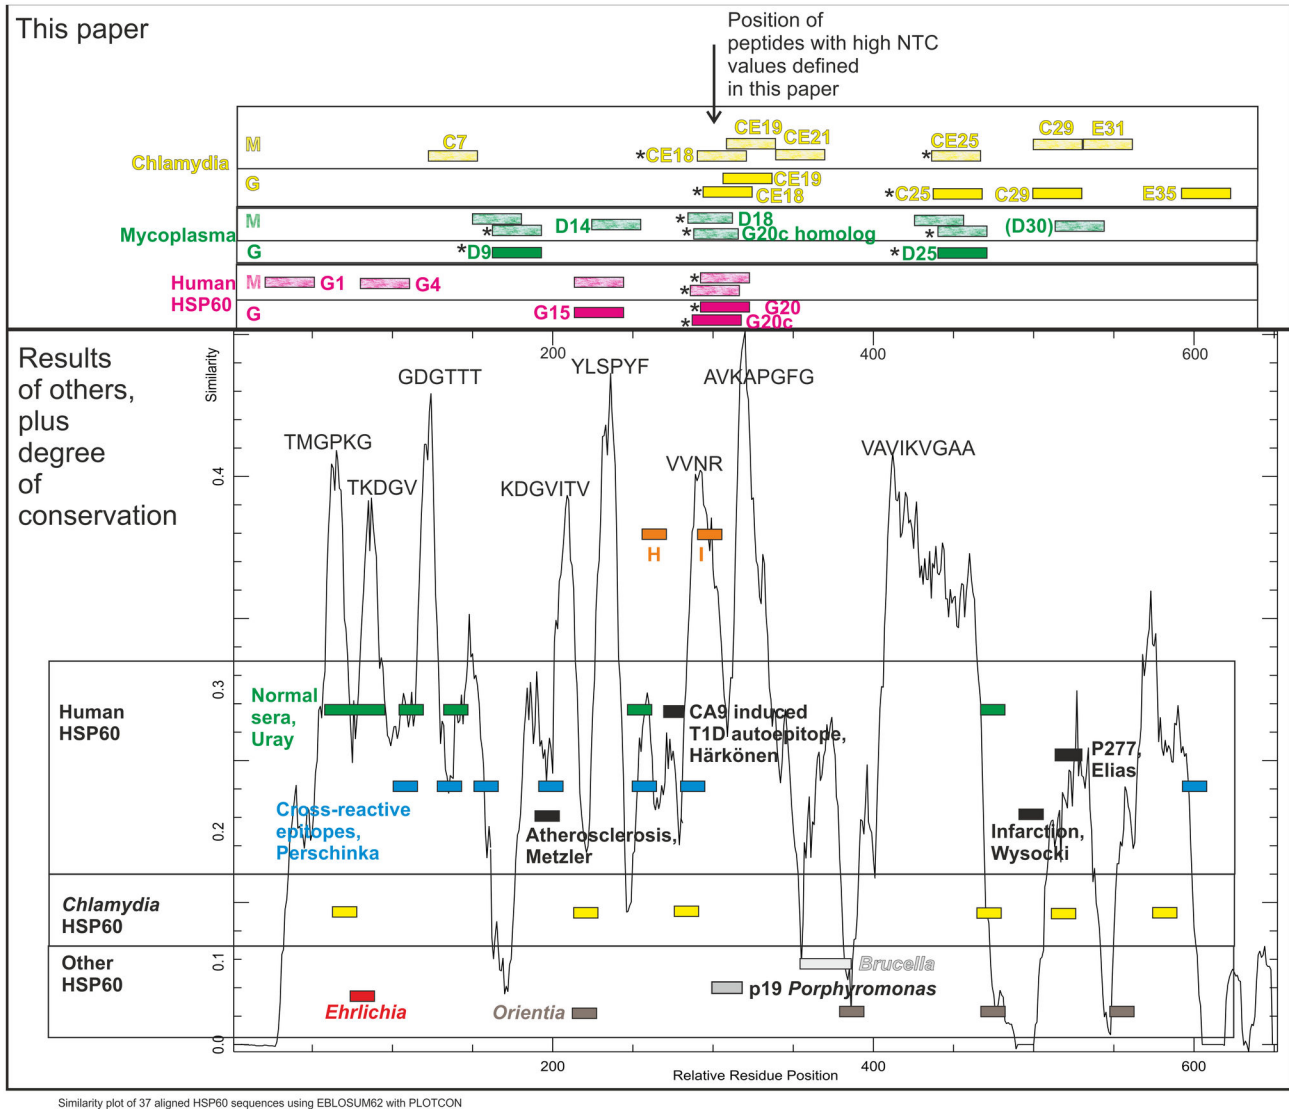 This paper
Position of
peptides with high NTC
values defined
in this paper
Chlamydia
M
C7
*CE18
CE19
CE21
*CE25
C29
E31
G
CE19
*CE18
*C25
C29
E35
Mycoplasma
M
*
D14
*D18
*G20c homolog
*
(D30)
G
*D9
*D25
Human
HSP60
M
G1
G4
*
*
G
G15
*G20
*G20c
Results
of others,
plus
degree
of
conservation
Similarity
200
400
600
GDGTTT
YLSPYF
AVKAPGFG
TMGPKG
TKDGV
KDGVITV
VVNR
VAVIKVGAA
0.4
H
I
0.3
Human
HSP60
Normal
sera,
Uray
CA9 induced
T1D autoepitope,
Härkönen
P277,
Elias
Cross-reactive
epitopes,
Perschinka
Atherosclerosis,
Metzler
Infarction,
Wysocki
0.2
Chlamydia
HSP60
Other
HSP60
0.1
Brucella
p19 Porphyromonas
Ehrlichia
Orientia
0.0
200
400
600
Relative Residue Position
Similarity plot of 37 aligned HSP60 sequences using EBLOSUM62 with PLOTCON